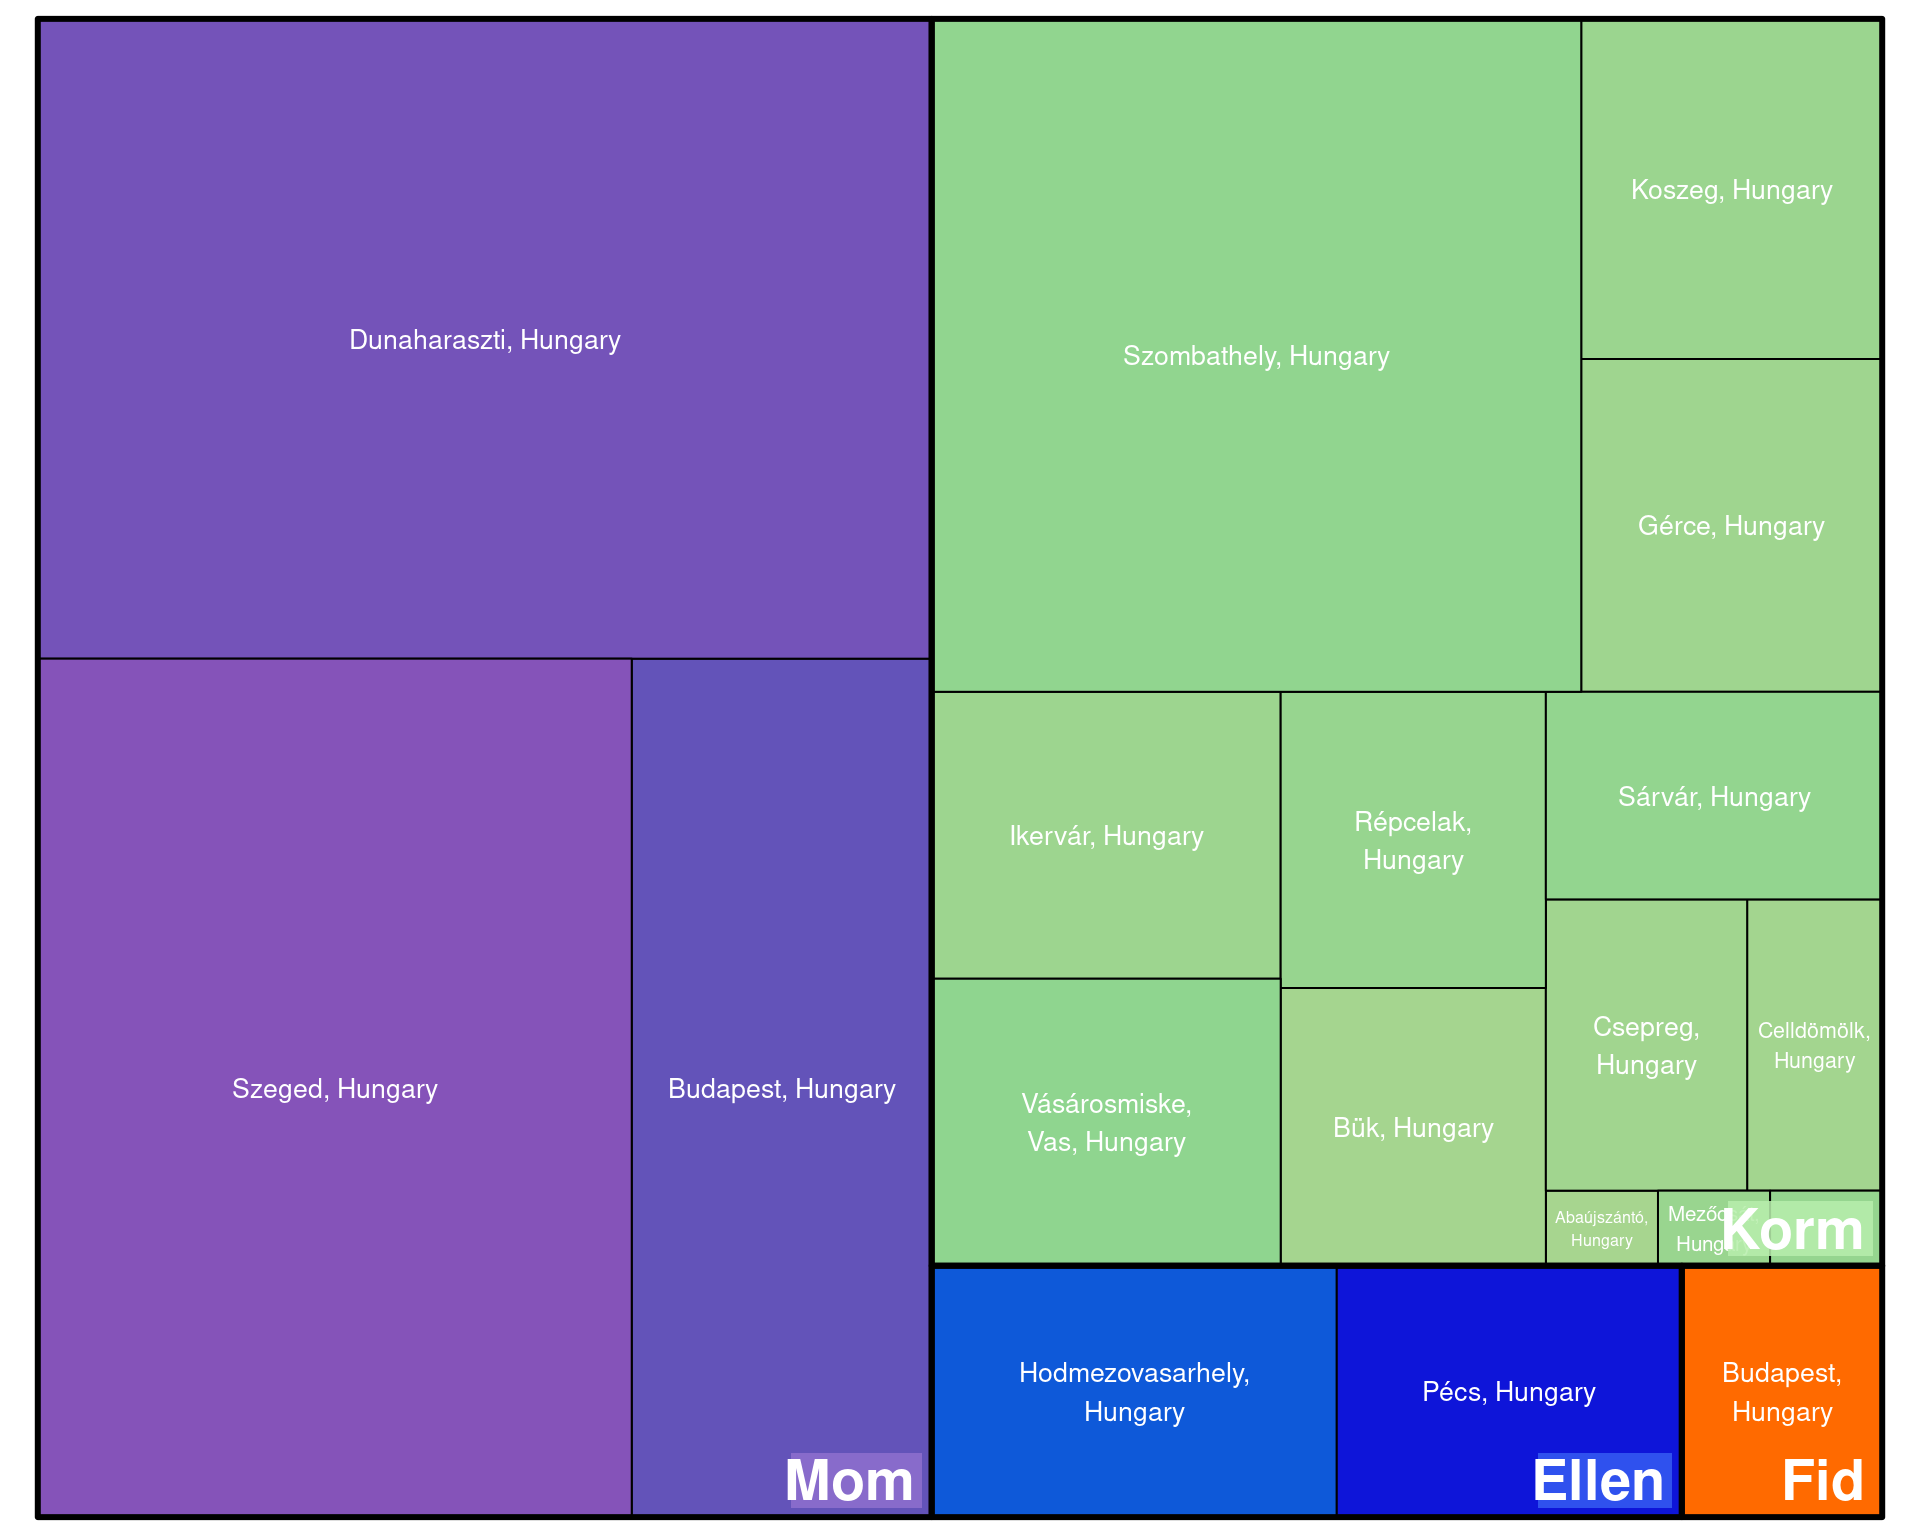 Dunaharaszti, Hungary
Szeged, Hungary
Budapest, Hungary
Mom
Szombathely, Hungary
Koszeg, Hungary
Gérce, Hungary
Ikervár, Hungary
Répcelak,
Hungary
Sárvár, Hungary
Vásárosmiske,
Vas, Hungary
Bük, Hungary
Csepreg,
Hungary
Celldömölk,
Hungary
Abaújszántó,
Hungary
Hungary
Korm
Hodmezovasarhely,
Hungary
Pécs, Hungary
Ellen
Budapest,
Hungary
Fid